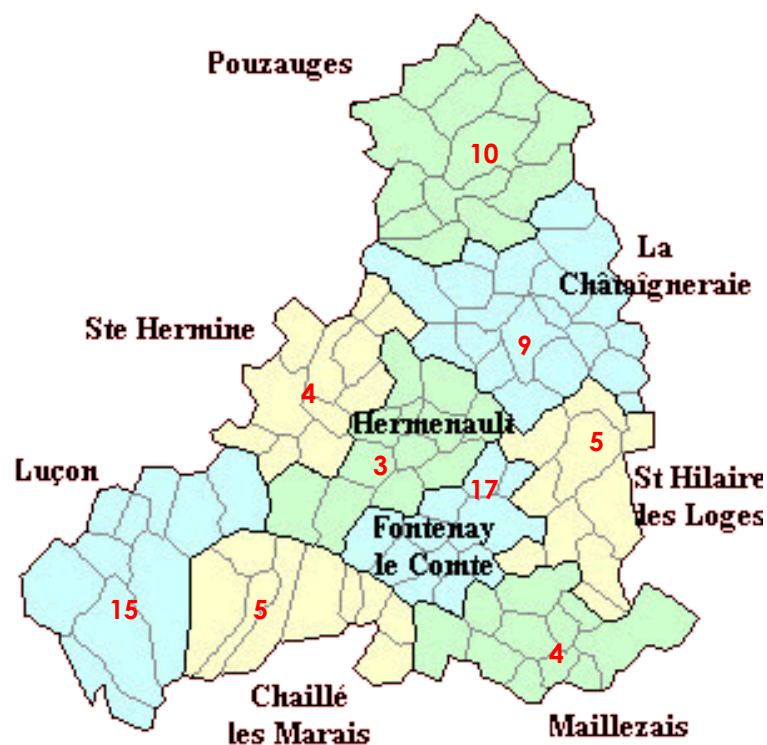 Pouzauges
10
La
Châtaîgneraie
Ste Hermine
9
4
Hermenault
5
3
Luçon
17
St Hilaire
des Loges
Fontenay
le Comte
15
5
4
Chaillé
les Marais
Maillezais